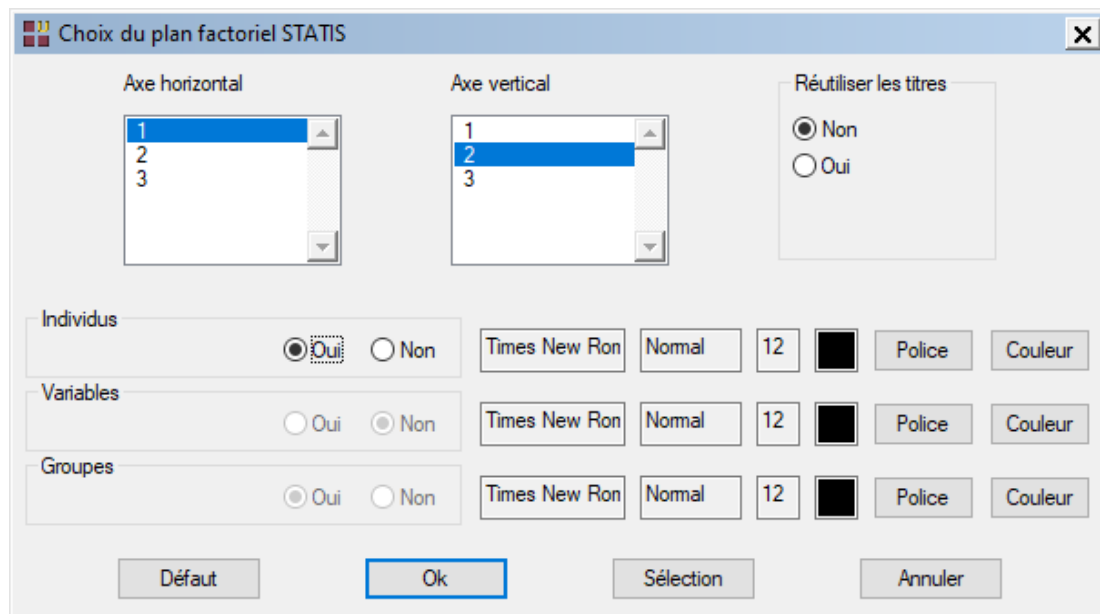 Choix du plan factoriel STATIS
Axe horizontal Axe vertical Réutiliser les titres
1 1 Non
2 2 Oui
3 3
Individus
Oui Non Times New Ron Normal 12 Police Couleur
Variables
Oui Non Times New Ron Normal 12 Police Couleur
Groupes
Oui Non Times New Ron Normal 12 Police Couleur
Défaut Ok Sélection Annuler